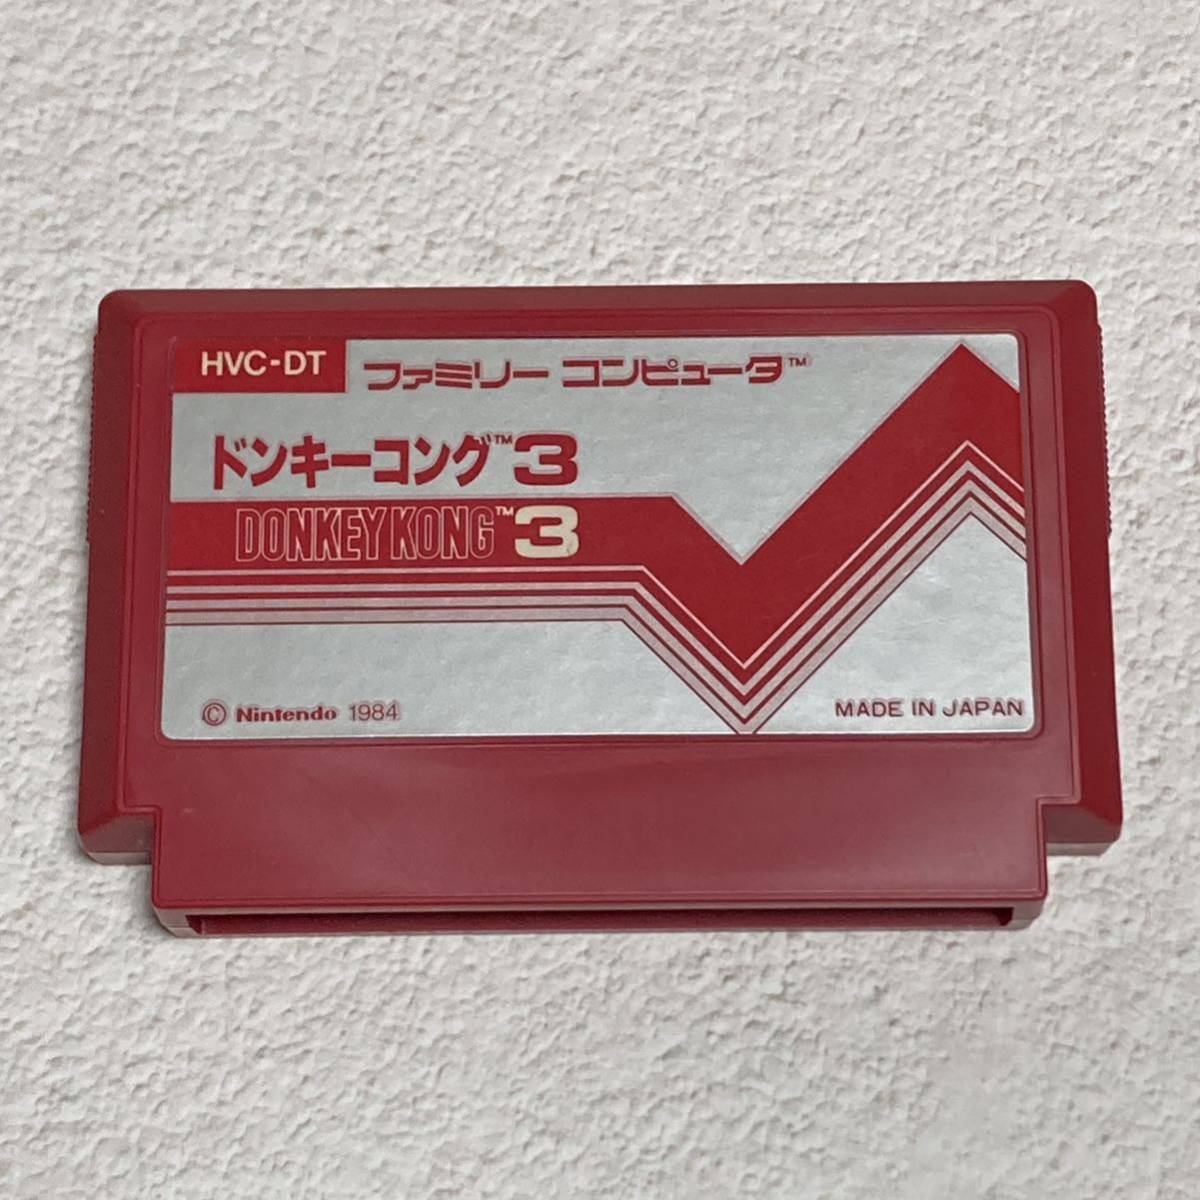 HVC-DT ファミリー コンピュータ™
ドンキーコング™3
DONKEY KONG™3
© Nintendo 1984
MADE IN JAPAN